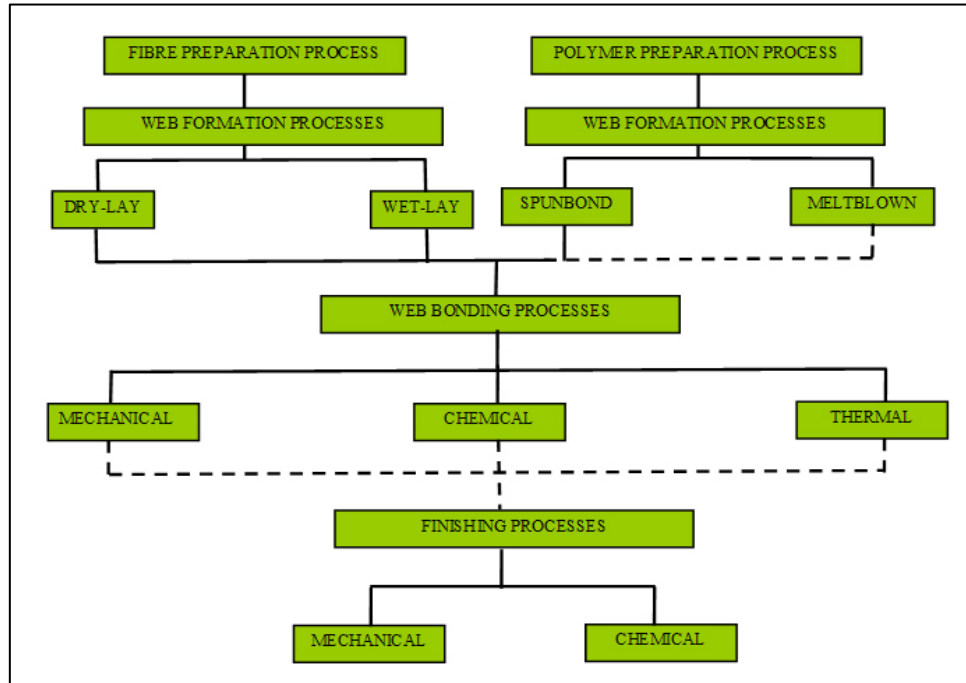 FIBRE PREPARATION PROCESS
POLYMER PREPARATION PROCESS
WEB FORMATION PROCESSES
WEB FORMATION PROCESSES
DRY-LAY
WET-LAY
SPUNBOND
MELTBLOWN
WEB BONDING PROCESSES
MECHANICAL
CHEMICAL
THERMAL
FINISHING PROCESSES
MECHANICAL
CHEMICAL